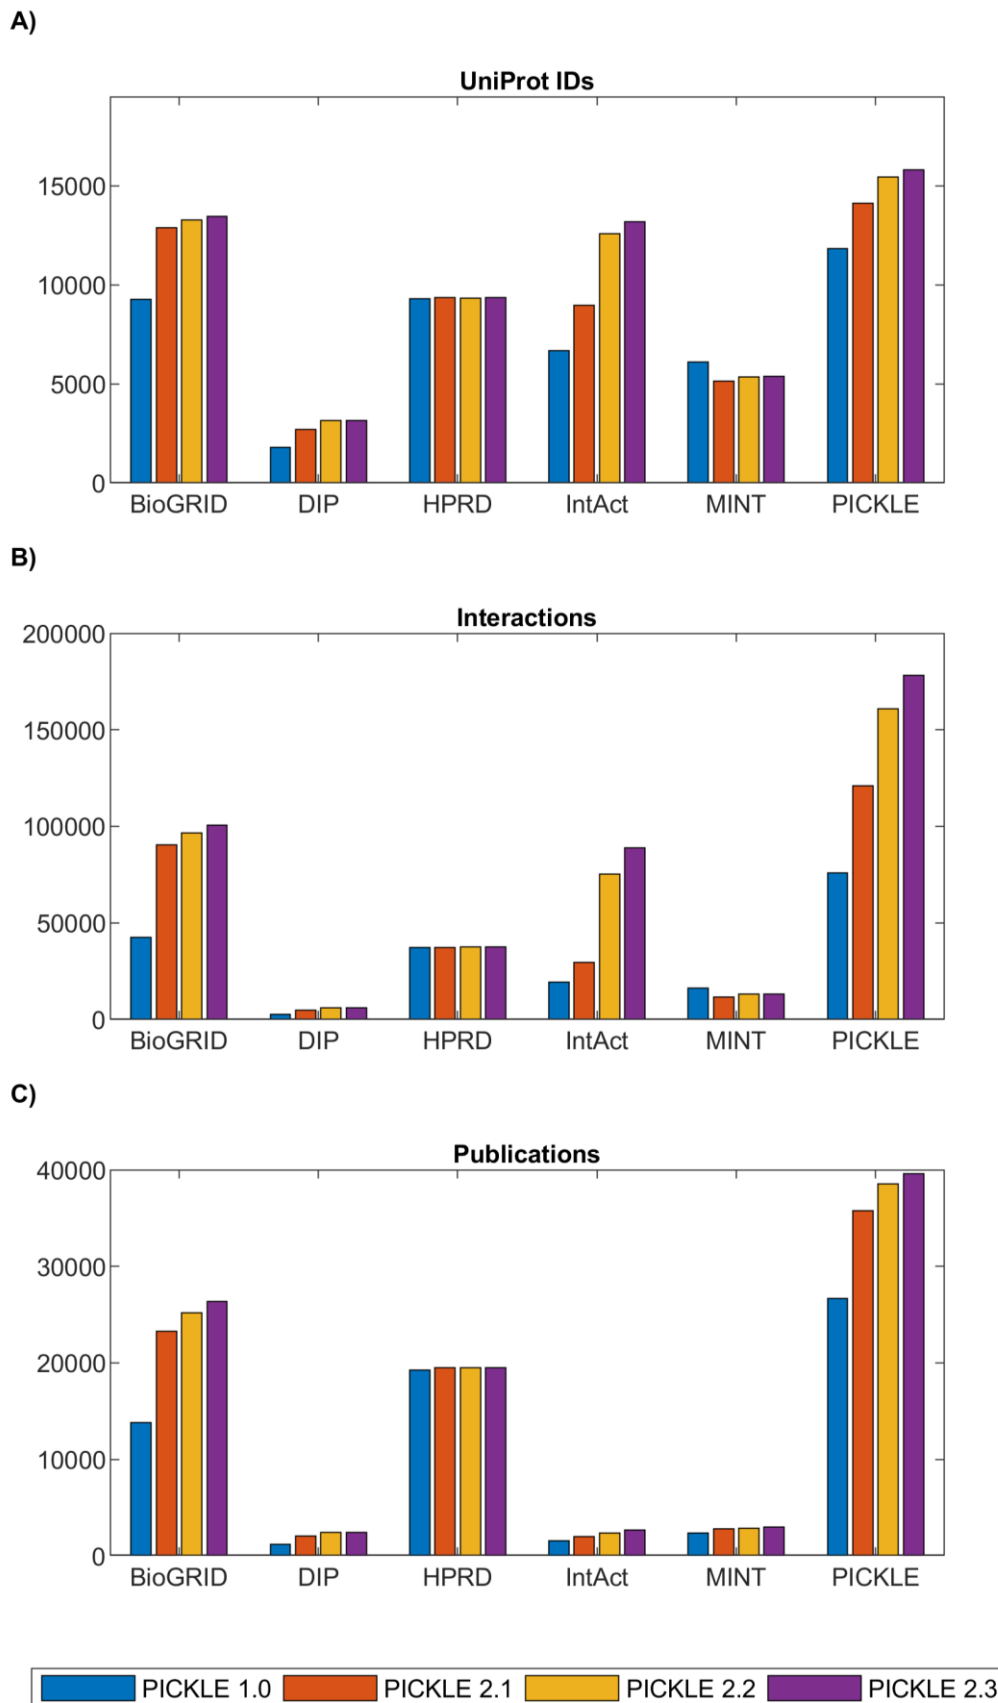 A)
UniProt IDs
15000
10000
5000
0
BioGRID DIP HPRD IntAct MINT PICKLE
B)
Interactions
200000
150000
100000
50000
0
BioGRID DIP HPRD IntAct MINT PICKLE
C)
Publications
40000
30000
20000
10000
0
BioGRID DIP HPRD IntAct MINT PICKLE
PICKLE 1.0 PICKLE 2.1 PICKLE 2.2 PICKLE 2.3